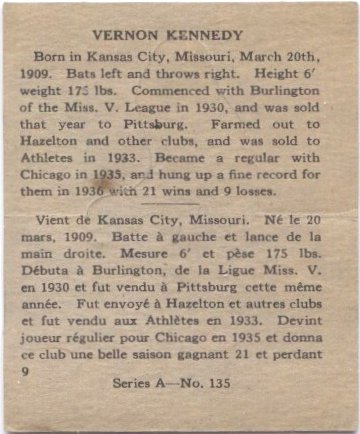 VERNON KENNEDY
Born in Kansas City, Missouri, March 20th,
1909. Bats left and throws right. Height 6'
weight 175 lbs. Commenced with Burlington
of the Miss. V. League in 1930, and was sold
that year to Pittsburg. Farmed out to
Hazelton and other clubs, and was sold to
Athletes in 1933. Became a regular with
Chicago in 1935, and hung up a fine record for
them in 1936 with 21 wins and 9 losses.
Vient de Kansas City, Missouri. Né le 20
mars, 1909. Batte à gauche et lance de la
main droite. Mesure 6' et pèse 175 lbs.
Débuta à Burlington, de la Ligue Miss. V.
en 1930 et fut vendu à Pittsburg cette même
année. Fut envoyé à Hazelton et autres clubs
et fut vendu aux Athlètes en 1933. Devint
joueur régulier pour Chicago en 1935 et donna
ce club une belle saison gagnant 21 et perdant
9
Series A—No. 135